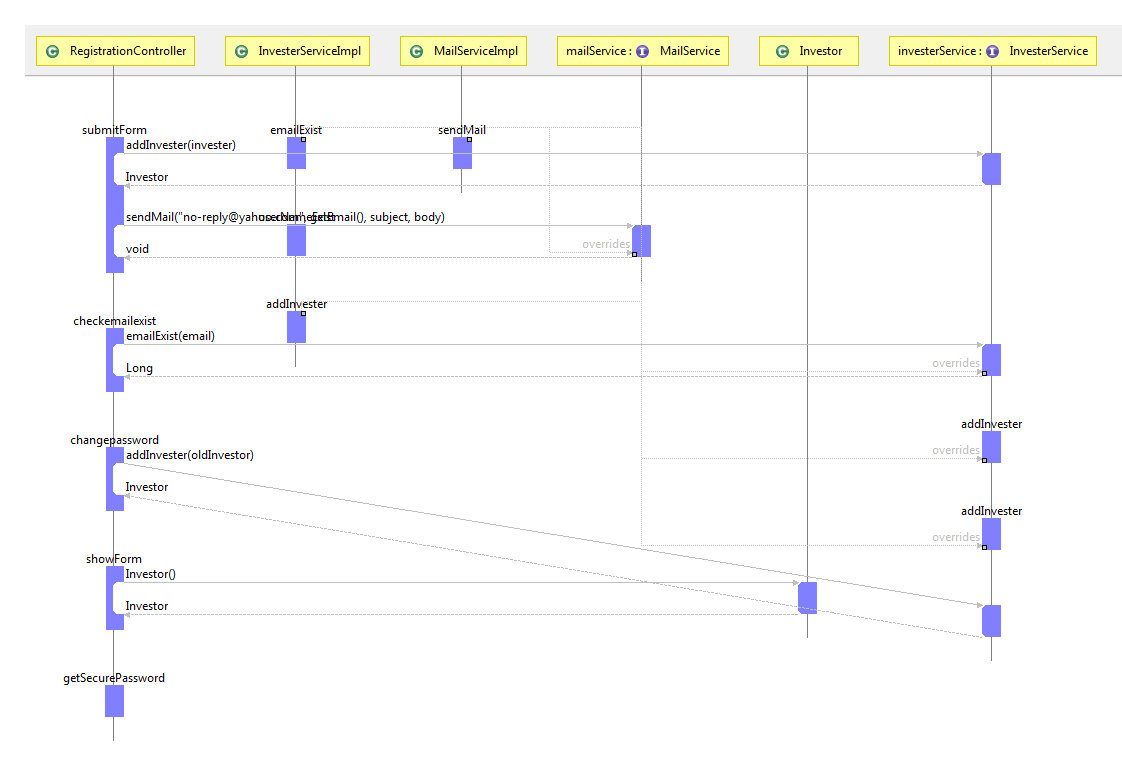 C RegistrationController
C InvesterServiceImpl
C MailServiceImpl
mailService : I MailService
C Investor
investerService : I InvesterService
submitForm
emailExist
sendMail
addInvester(invester)
Investor
sendMail("no-reply@yahoo.com", getEmail(), subject, body)
userNameExist
overrides
void
addInvester
checkemailexist
emailExist(email)
overrides
Long
addInvester
changepassword
overrides
addInvester(oldInvestor)
Investor
addInvester
overrides
showForm
Investor()
Investor
getSecurePassword